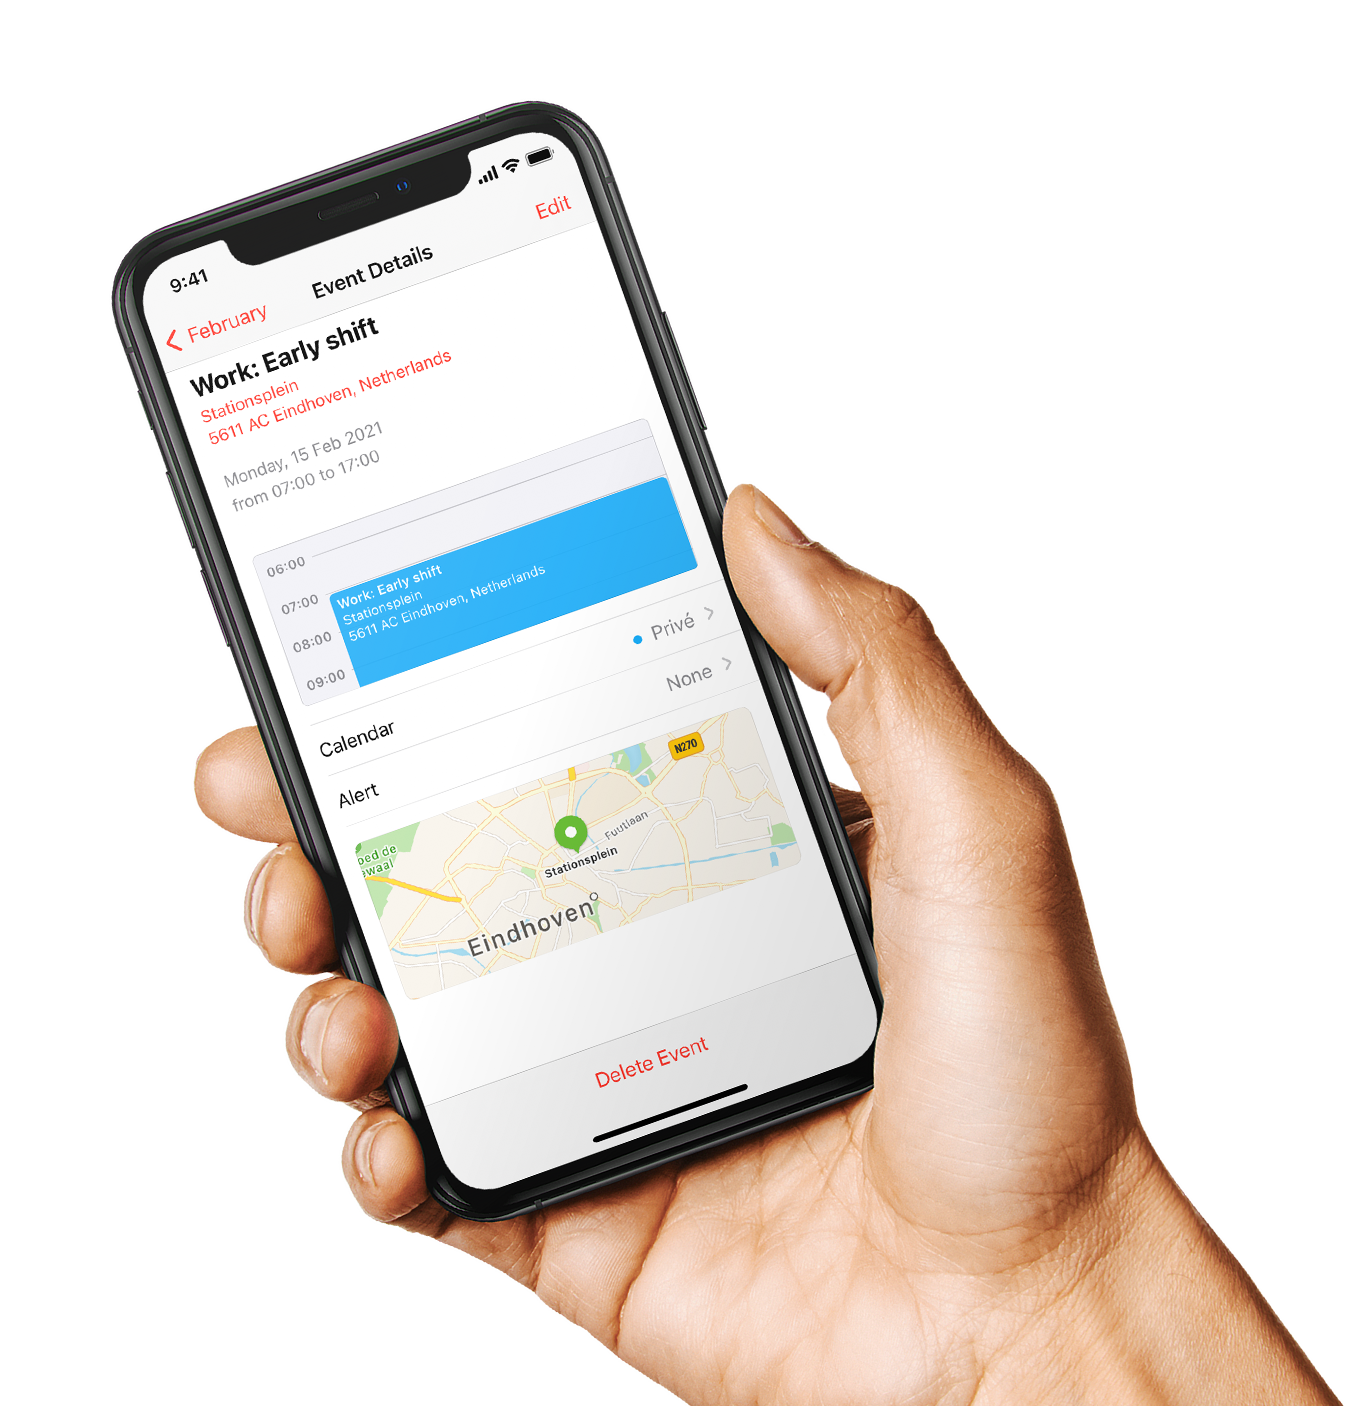 9:41
Edit
Event Details
February
Work: Early shift
Stationsplein
5611 AC Eindhoven, Netherlands
Monday, 15 Feb 2021
from 07:00 to 17:00
06:00
07:00
08:00
09:00
Work: Early shift
Stationsplein
5611 AC Eindhoven, Netherlands
Calendar
Privé
Alert
None
N270
Fuutlaan
Stationsplein
oed de
ewaal
Eindhoven
Delete Event